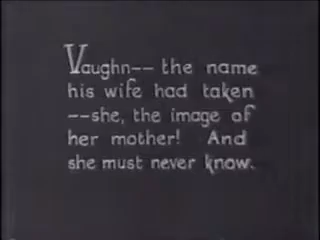 Vaughn-- the name
his wife had taken
--she, the image of
her mother! And
she must never know.